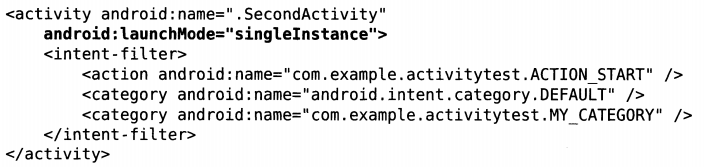 <activity android:name=".SecondActivity"
    android:launchMode="singleInstance">
    <intent-filter>
        <action android:name="com.example.activitytest.ACTION_START" />
        <category android:name="android.intent.category.DEFAULT" />
        <category android:name="com.example.activitytest.MY_CATEGORY" />
    </intent-filter>
</activity>